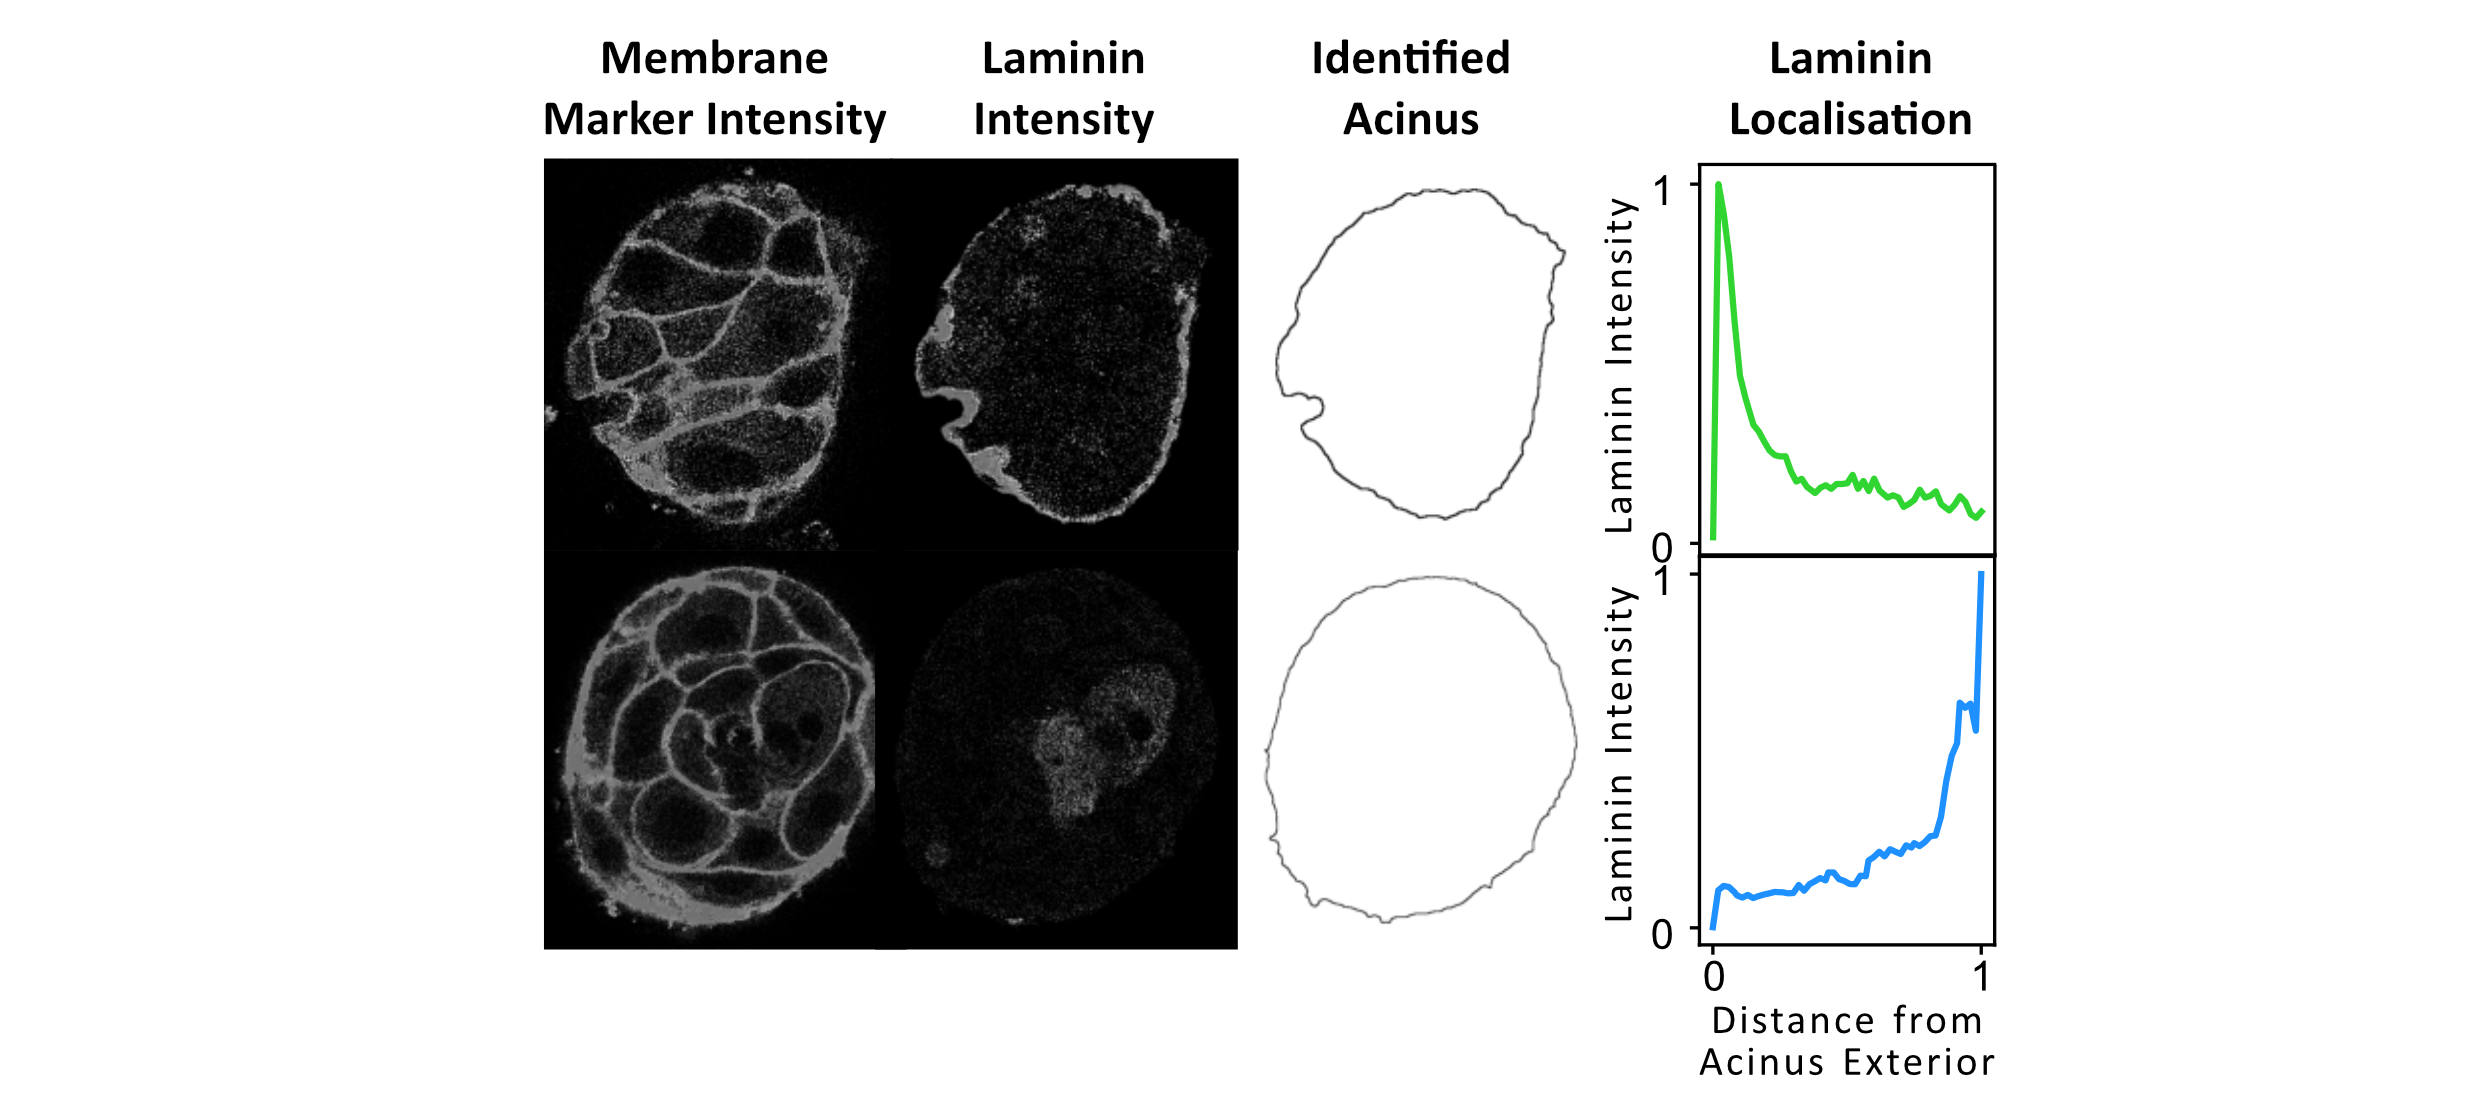 Membrane
Marker Intensity
Laminin
Intensity
Identified
Acinus
Laminin
Localisation
Laminin Intensity
1
0
Laminin Intensity
1
0
0
1
Distance from
Acinus Exterior